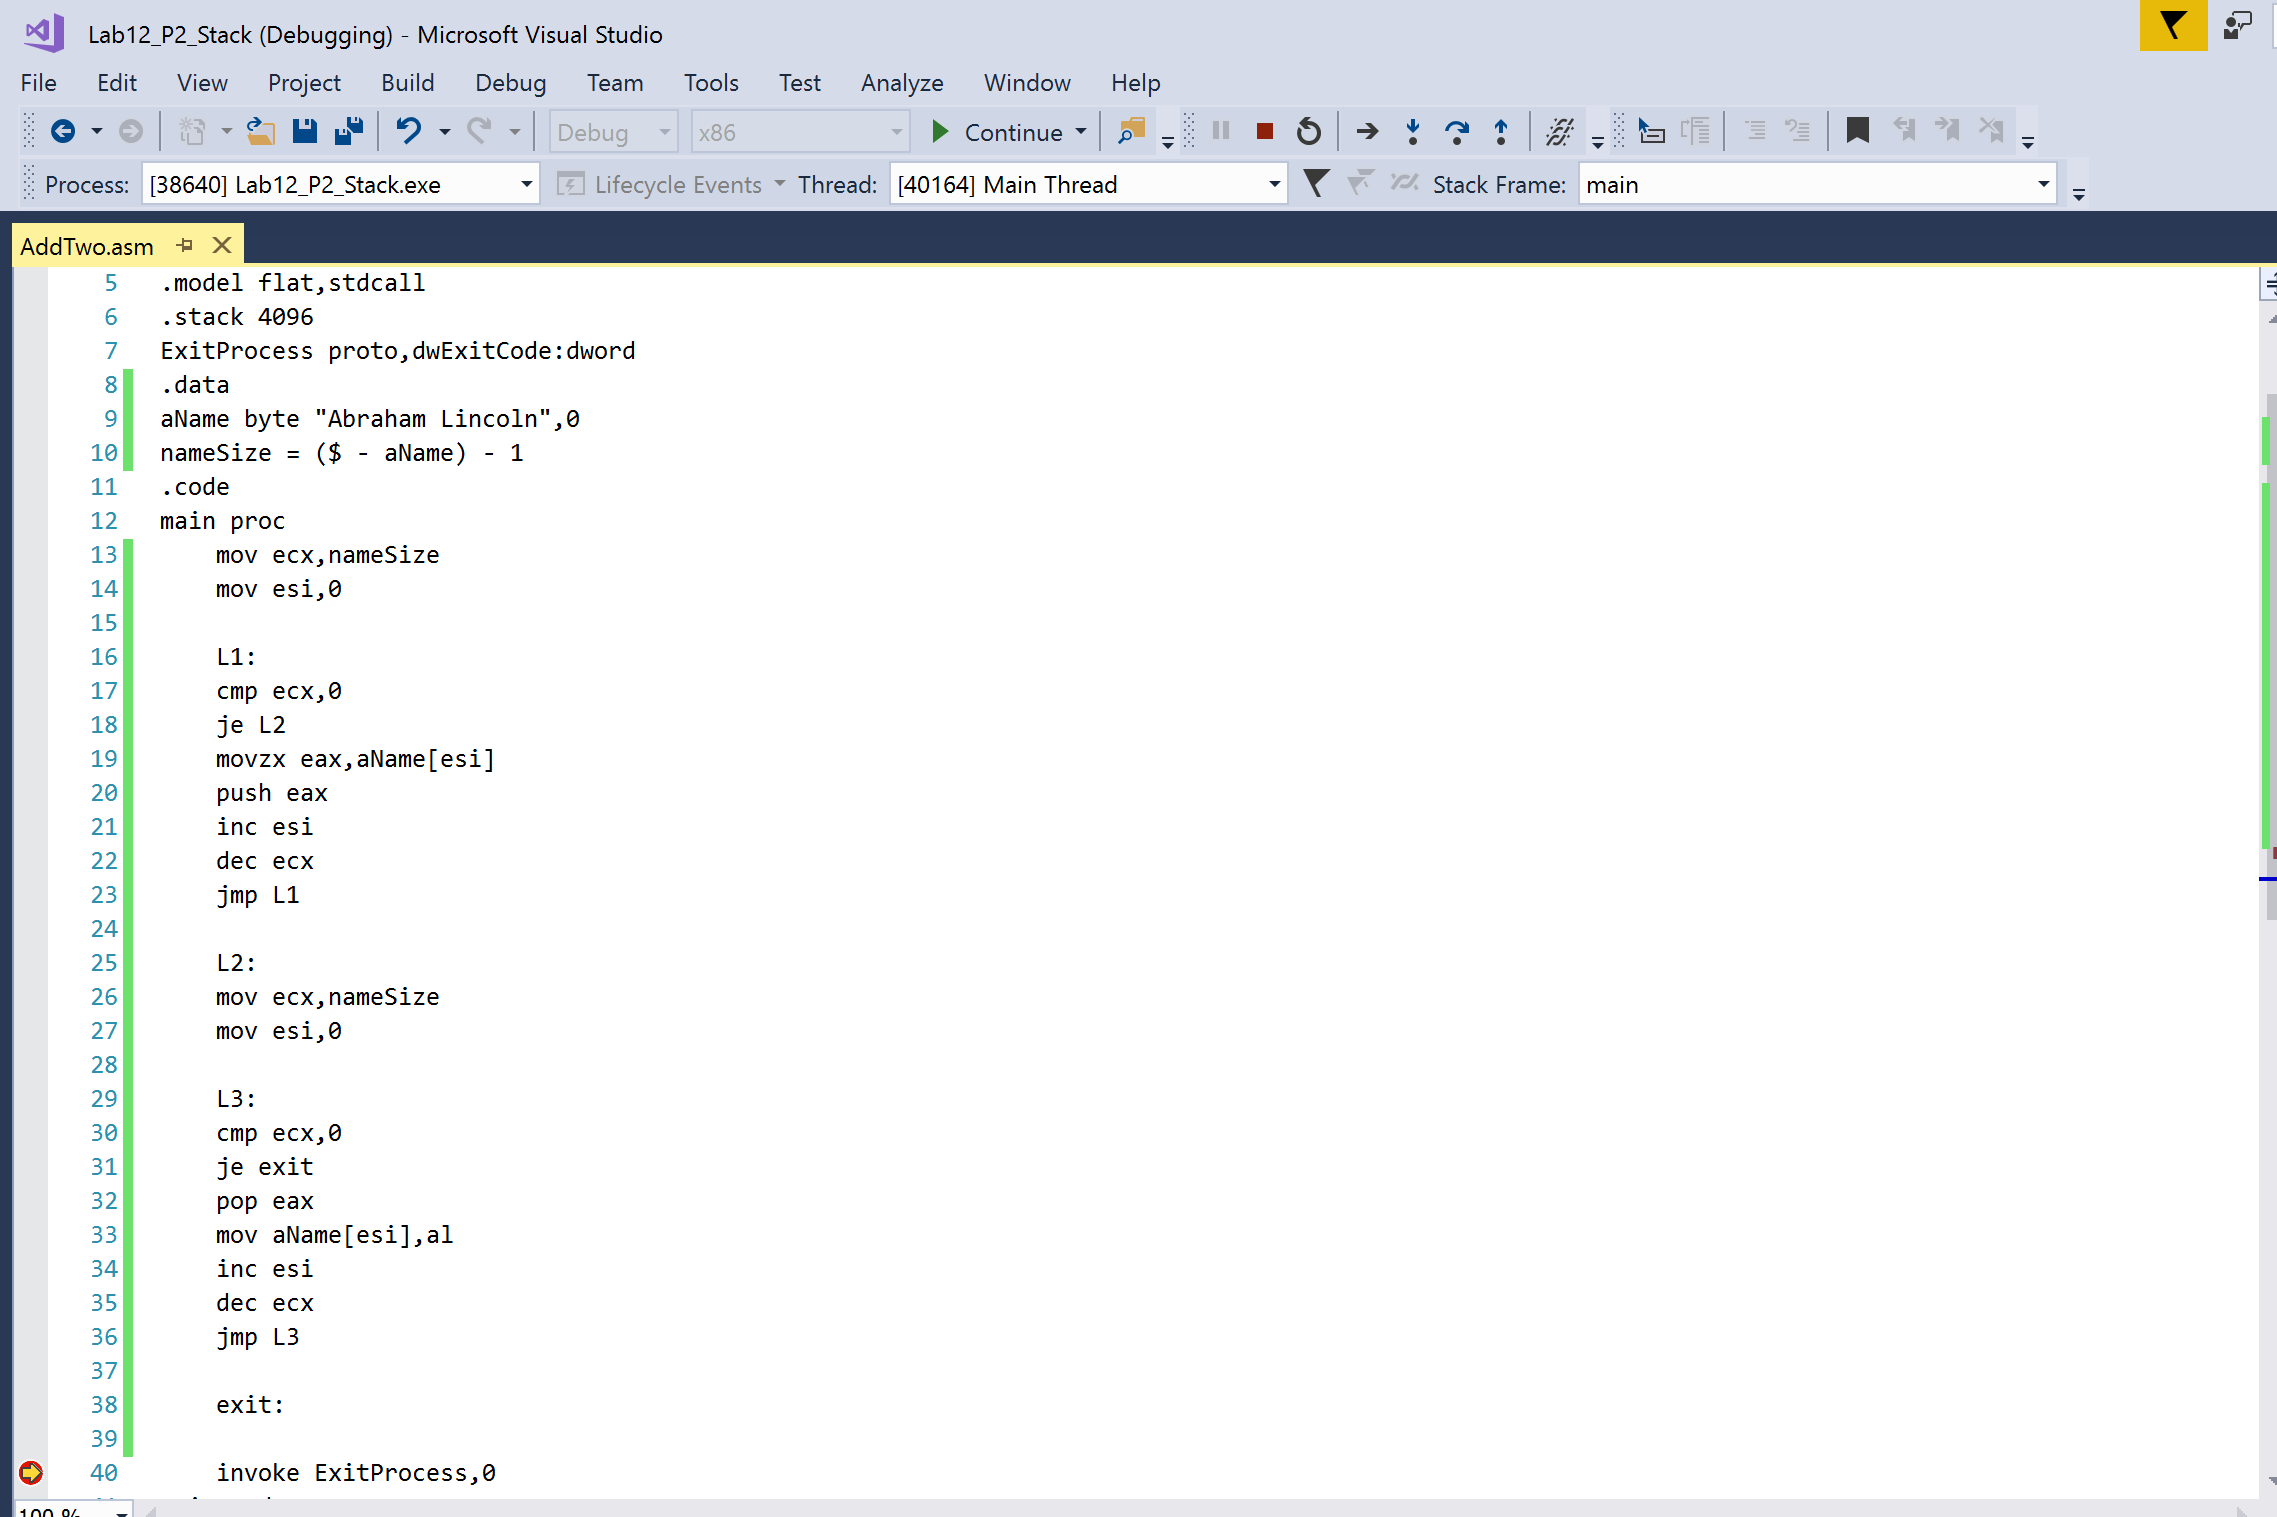 Lab12_P2_Stack (Debugging) - Microsoft Visual Studio
File Edit View Project Build Debug Team Tools Test Analyze Window Help
Debug x86 Continue
Process: [38640] Lab12_P2_Stack.exe Lifecycle Events Thread: [40164] Main Thread Stack Frame: main
AddTwo.asm
5 .model flat,stdcall
6 .stack 4096
7 ExitProcess proto,dwExitCode:dword
8 .data
9 aName byte "Abraham Lincoln",0
10 nameSize = ($ - aName) - 1
11 .code
12 main proc
13 mov ecx,nameSize
14 mov esi,0
15
16 L1:
17 cmp ecx,0
18 je L2
19 movzx eax,aName[esi]
20 push eax
21 inc esi
22 dec ecx
23 jmp L1
24
25 L2:
26 mov ecx,nameSize
27 mov esi,0
28
29 L3:
30 cmp ecx,0
31 je exit
32 pop eax
33 mov aName[esi],al
34 inc esi
35 dec ecx
36 jmp L3
37
38 exit:
39
40 invoke ExitProcess,0
100 %